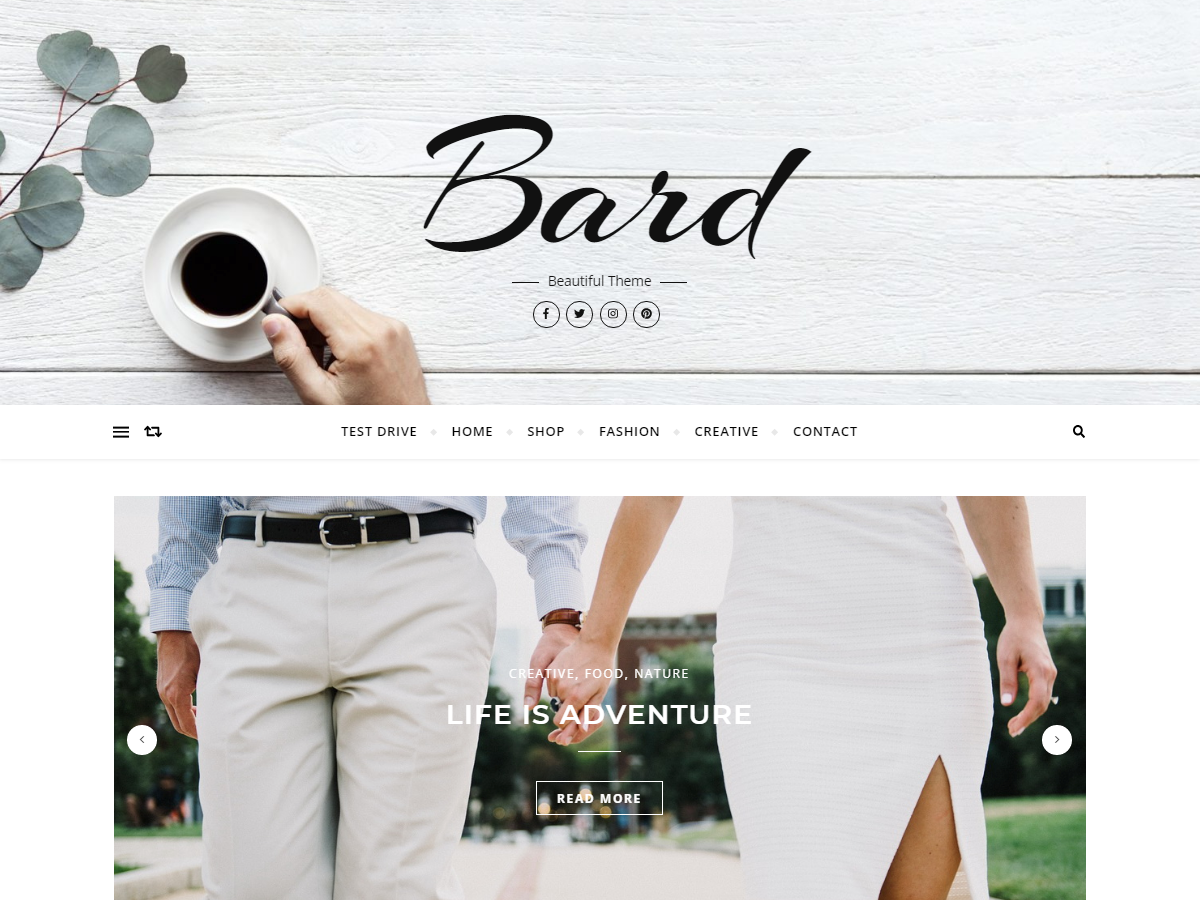 Bard
Beautiful Theme
TEST DRIVE HOME SHOP FASHION CREATIVE CONTACT
CREATIVE, FOOD, NATURE
LIFE IS ADVENTURE
READ MORE